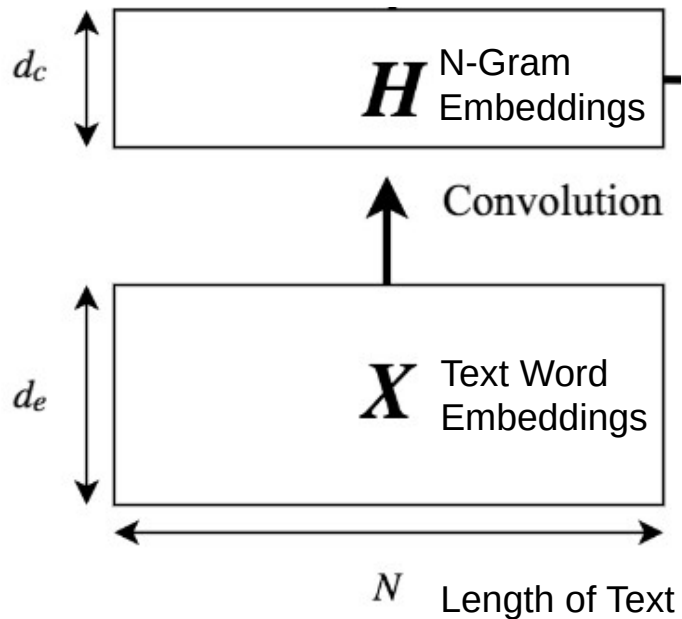 d_c
H N-Gram
Embeddings
Convolution
d_e
X Text Word
Embeddings
N Length of Text